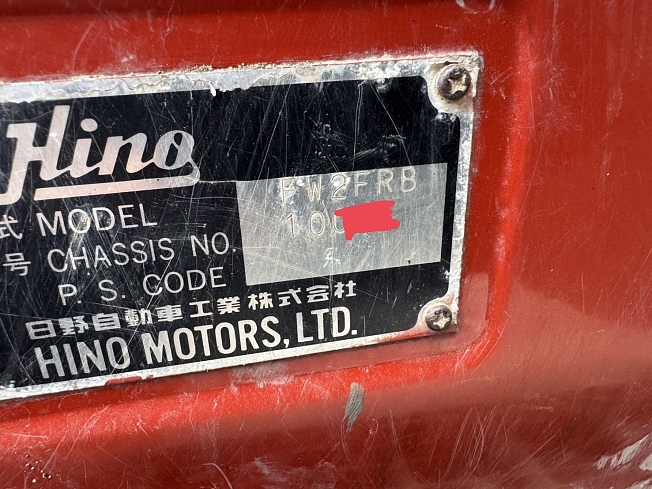 Hino
式 MODEL FW2FRB
号 CHASSIS NO. 100
P. S. CODE
日野自動車工業株式会社
HINO MOTORS, LTD.